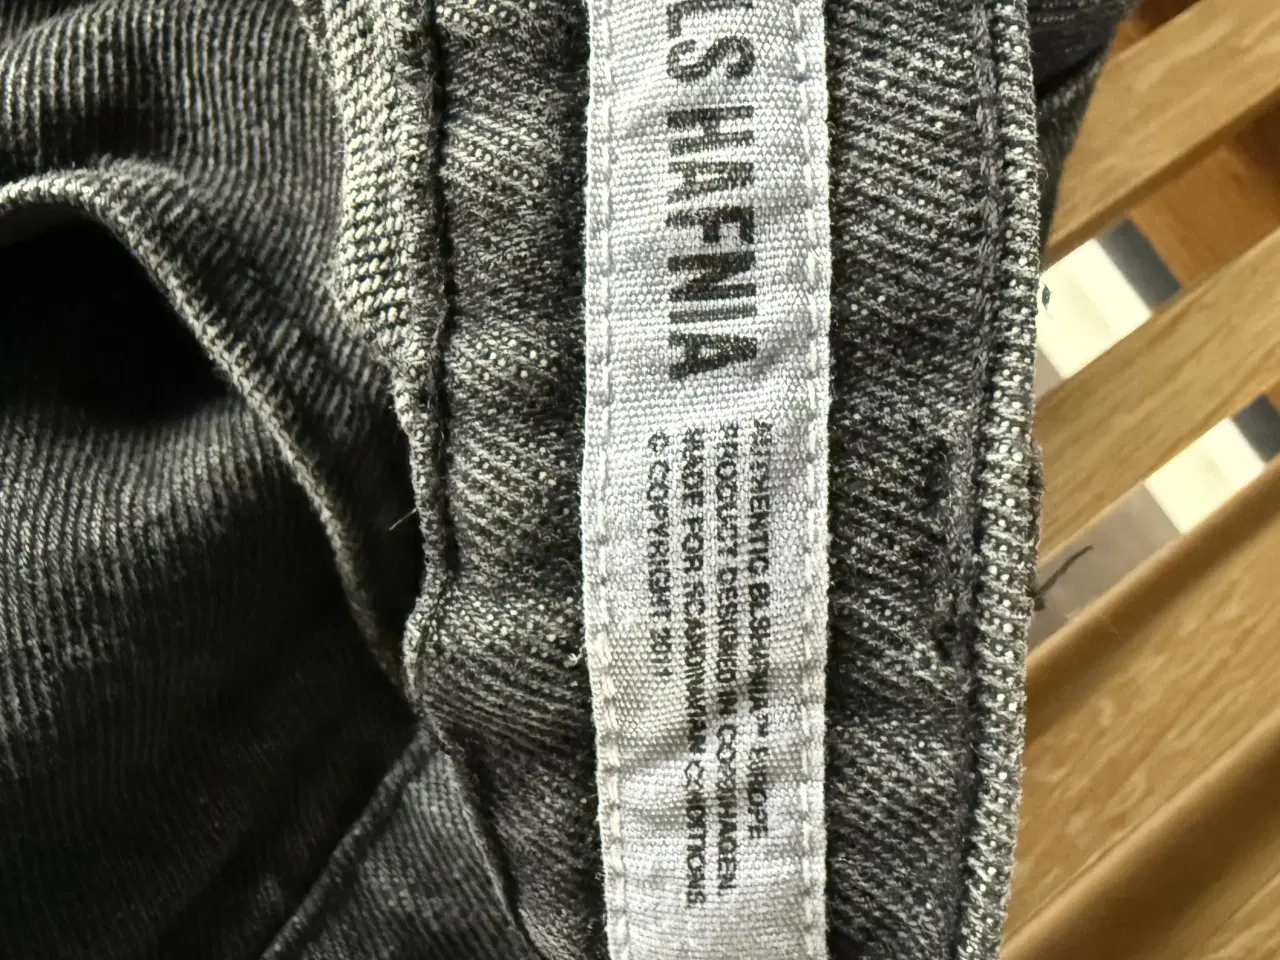 LS HAFNIA
AUTHENTIC BLS HAFNIA™ EUROPE
PRODUCT DESIGNED IN COPENHAGEN
MADE FOR SCANDINAVIAN CONDITIONS
© COPYRIGHT 2011